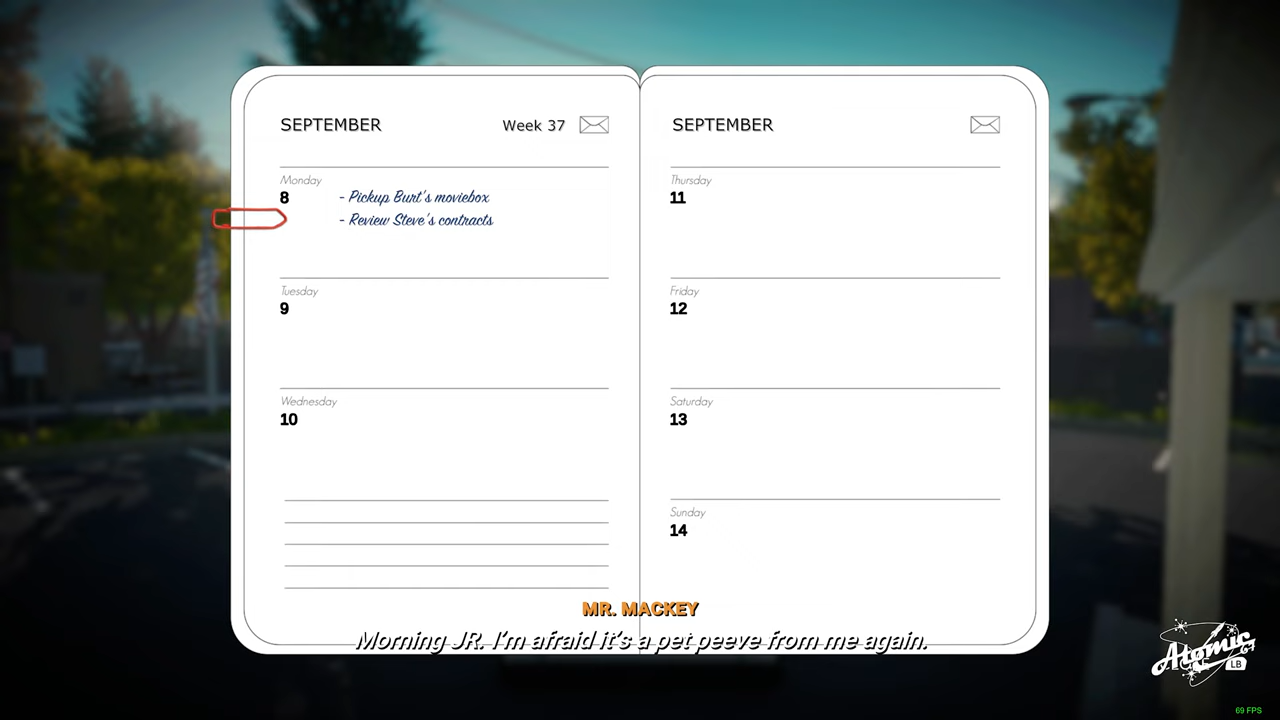 SEPTEMBER
Week 37
Monday
8
- Pickup Burt's moviebox
- Review Steve's contracts
Tuesday
9
Wednesday
10
SEPTEMBER
Thursday
11
Friday
12
Saturday
13
Sunday
14
MR. MACKEY
Morning JR. I'm afraid it's a pet peeve from me again.
Atomic
LB
69 FPS